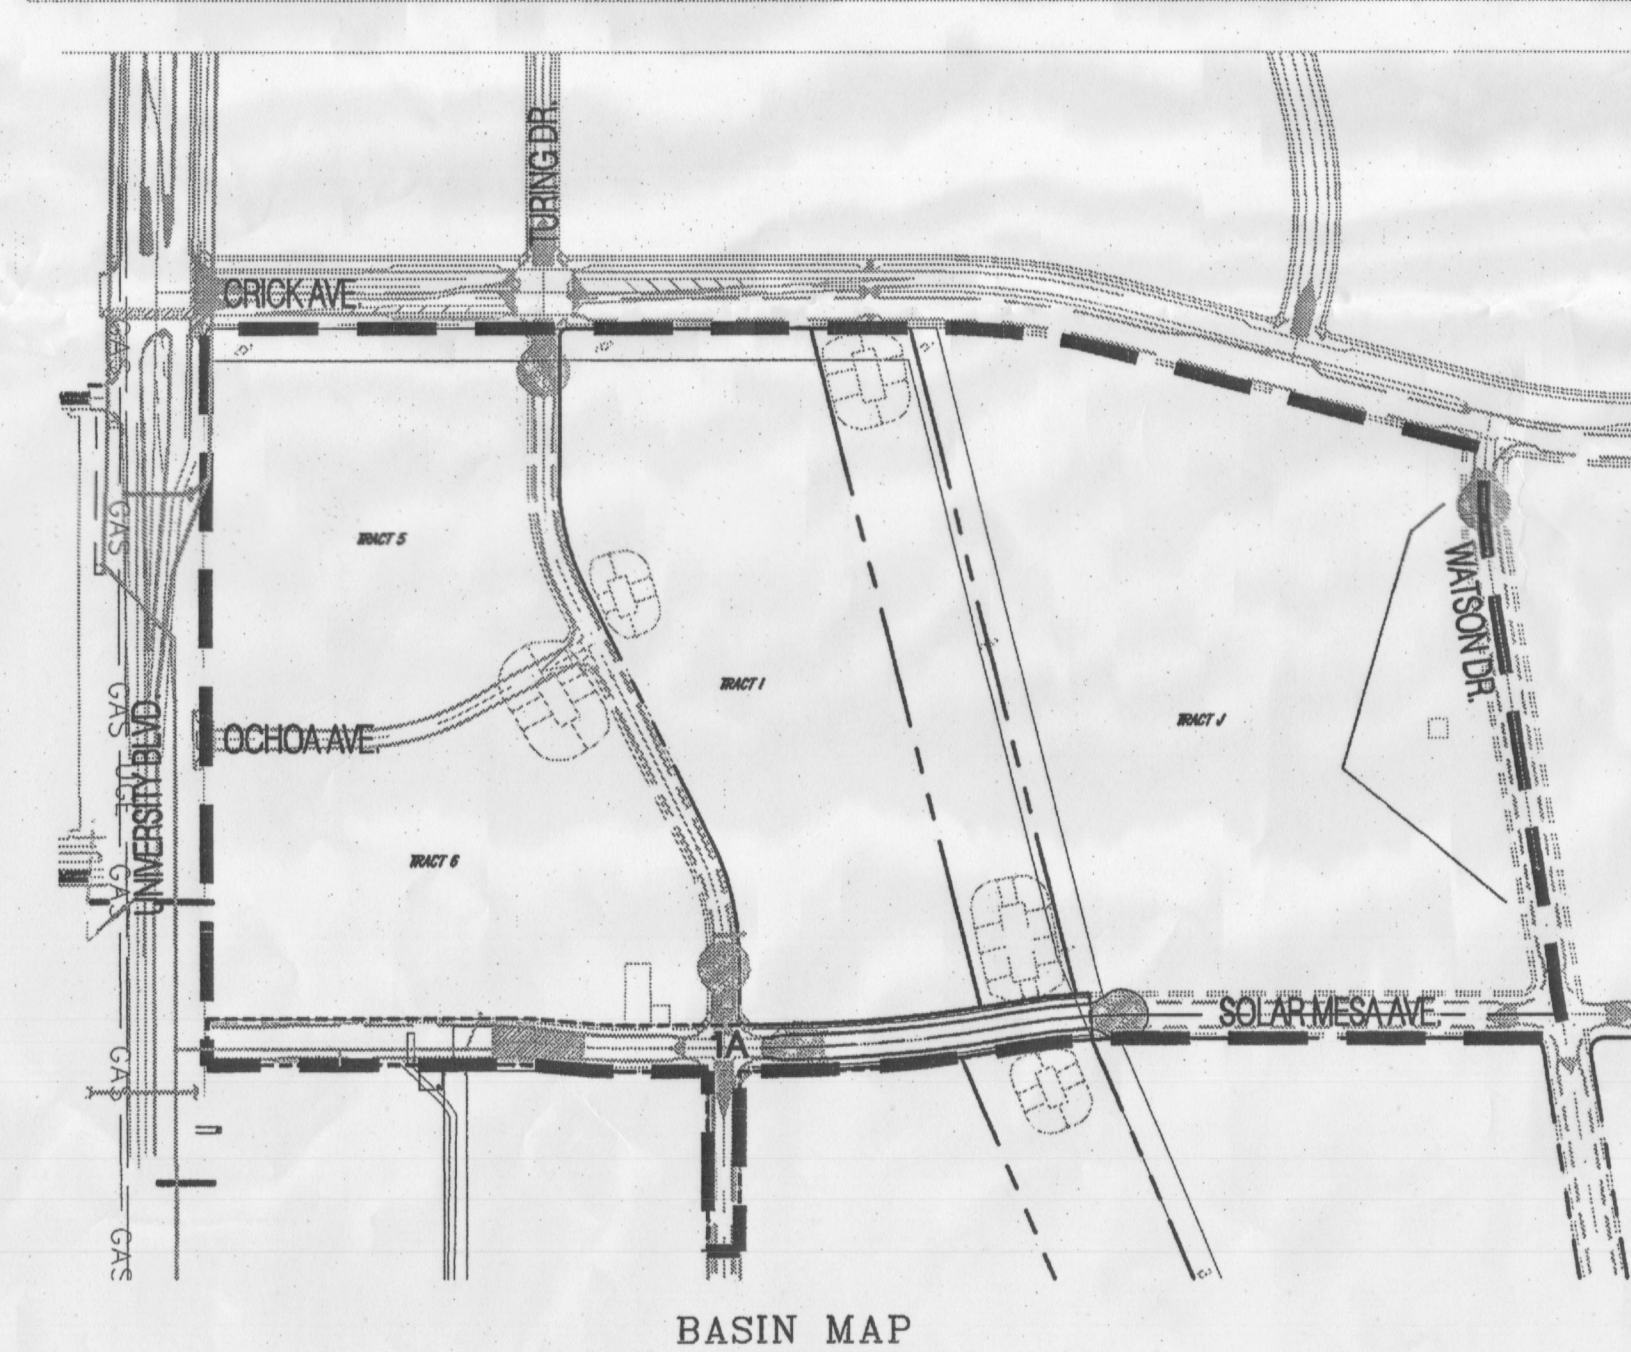 TURING DR.
CRICK AVE.
GAS
TRACT 5
GAS
WATSON DR.
TRACT I
GAS
TRACT J
OCHOA AVE.
UGE
UNIVERSITY BLVD.
TRACT 6
GAS
SOLAR MESA AVE.
1A
GAS
GAS
BASIN MAP